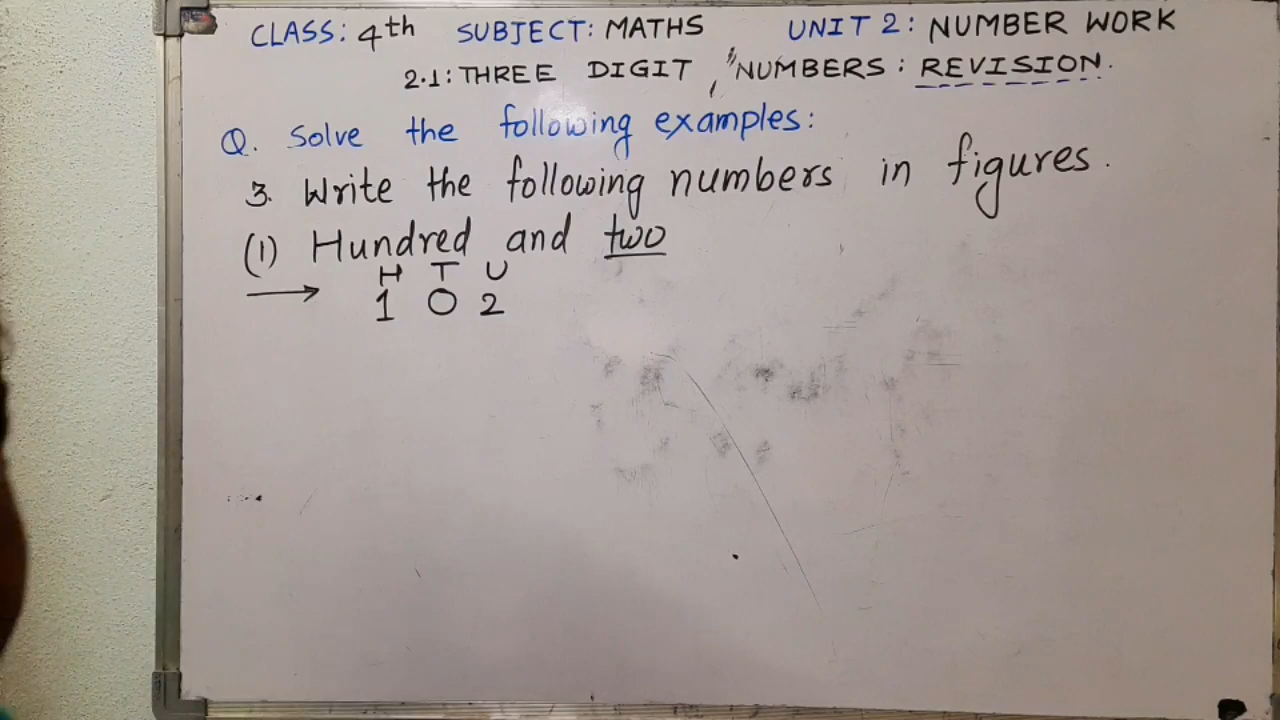 CLASS: 4th SUBJECT: MATHS UNIT 2: NUMBER WORK
2.1: THREE DIGIT NUMBERS: REVISION.
Q. Solve the following examples:
3. Write the following numbers in figures.
(1) Hundred and two
H T U
→ 1 0 2